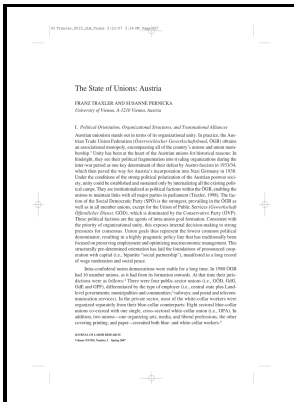 The State of Unions: Austria
FRANZ TRAXLER AND SUSANNE PERNICKA
University of Vienna, A-1210 Vienna, Austria
I. Political Orientation, Organizational Structures, and Transnational Alliances
Austrian unionism stands out in terms of its organizational unity. In practice, the Aus-
trian Trade Union Federation (Österreichischer Gewerkschaftsbund, ÖGB) obtains
an associational monopoly, encompassing all of the country's unions and union mem-
bership. Unity has been at the heart of the Austrian unions for historical reasons. In
hindsight, they see their political fragmentation into rivaling organizations during the
inter-war period as one key determinant of their defeat by Austro-fascism in 1933/34,
which then paved the way for Austria's incorporation into Nazi Germany in 1938.
Under the conditions of the strong political polarization of the Austrian postwar soci-
ety, unity could be established and sustained only by internalizing all the existing politi-
cal camps. They are institutionalized as political factions within the ÖGB, enabling the
unions to maintain links with all major parties in parliament (Traxler, 1998). The fac-
tion of the Social Democratic Party (SPÖ) is the strongest, prevailing in the ÖGB as
well as in all member unions, except for the Union of Public Services (Gewerkschaft
Öffentlicher Dienst, GÖD), which is dominated by the Conservative Party (ÖVP).
These political factions are the agents of intra-union goal formation. Consistent with
the priority of organizational unity, this exposes internal decision-making to strong
pressures for consensus. Union goals thus represent the lowest common political
denominator, resulting in a highly pragmatic policy line that has traditionally been
focused on preserving employment and optimizing macroeconomic management. This
structurally pre-determined orientation has laid the foundations of pronounced coop-
eration with capital (i.e., bipartite "social partnership"), manifested in a long record
of wage moderation and social peace.
Intra-confederal union demarcations were stable for a long time. In 1980 ÖGB
had 16 member unions, as it had from its formation onwards. At that time their juris-
dictions were as follows: There were four public-sector unions (i.e., GÖD, GdG,
GdE and GPF), differentiated by the type of employer (i.e., central state plus Land-
level governments; municipalities and communities; railways; and postal and telecom-
munication services). In the private sector, most of the white-collar workers were
organized separately from their blue-collar counterparts: Eight sectoral blue-collar
unions co-existed with one single, cross-sectoral white-collar union (i.e., GPA). In
addition, two unions—one organizing arts, media, and liberal professions, the other
covering printing, and paper—recruited both blue- and white-collar workers.
JOURNAL OF LABOR RESEARCH
Volume XXVIII, Number 2 Spring 2007